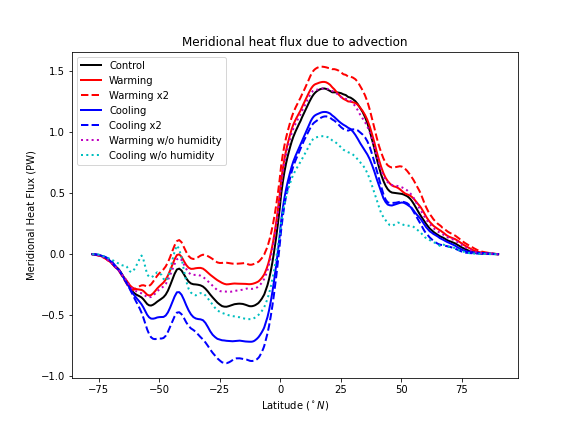 Meridional heat flux due to advection
Control
Warming
Warming x2
Cooling
Cooling x2
Warming w/o humidity
Cooling w/o humidity
Meridional Heat Flux (PW)
1.5
1.0
0.5
0.0
−0.5
−1.0
−75 −50 −25 0 25 50 75
Latitude (°N)